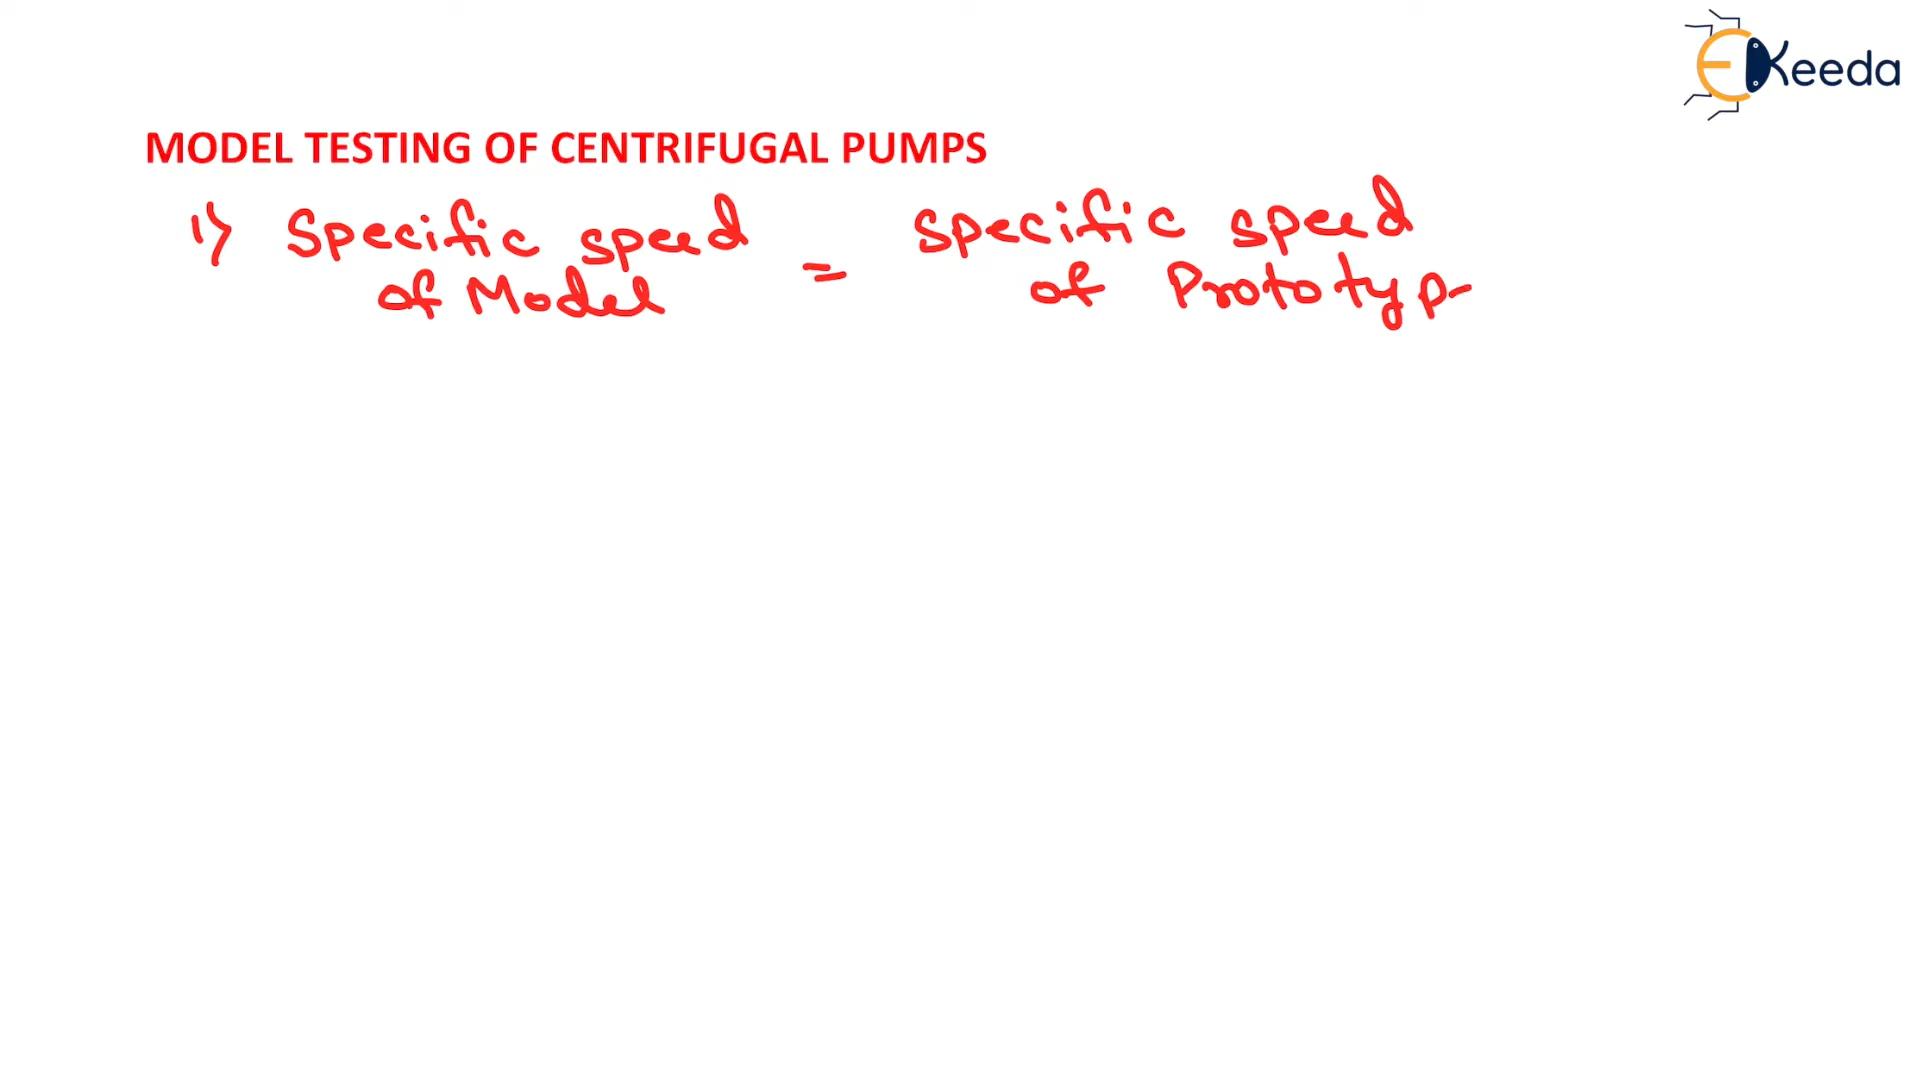 EKeeda
MODEL TESTING OF CENTRIFUGAL PUMPS
1) Specific speed = Specific speed
of Model of Prototyp